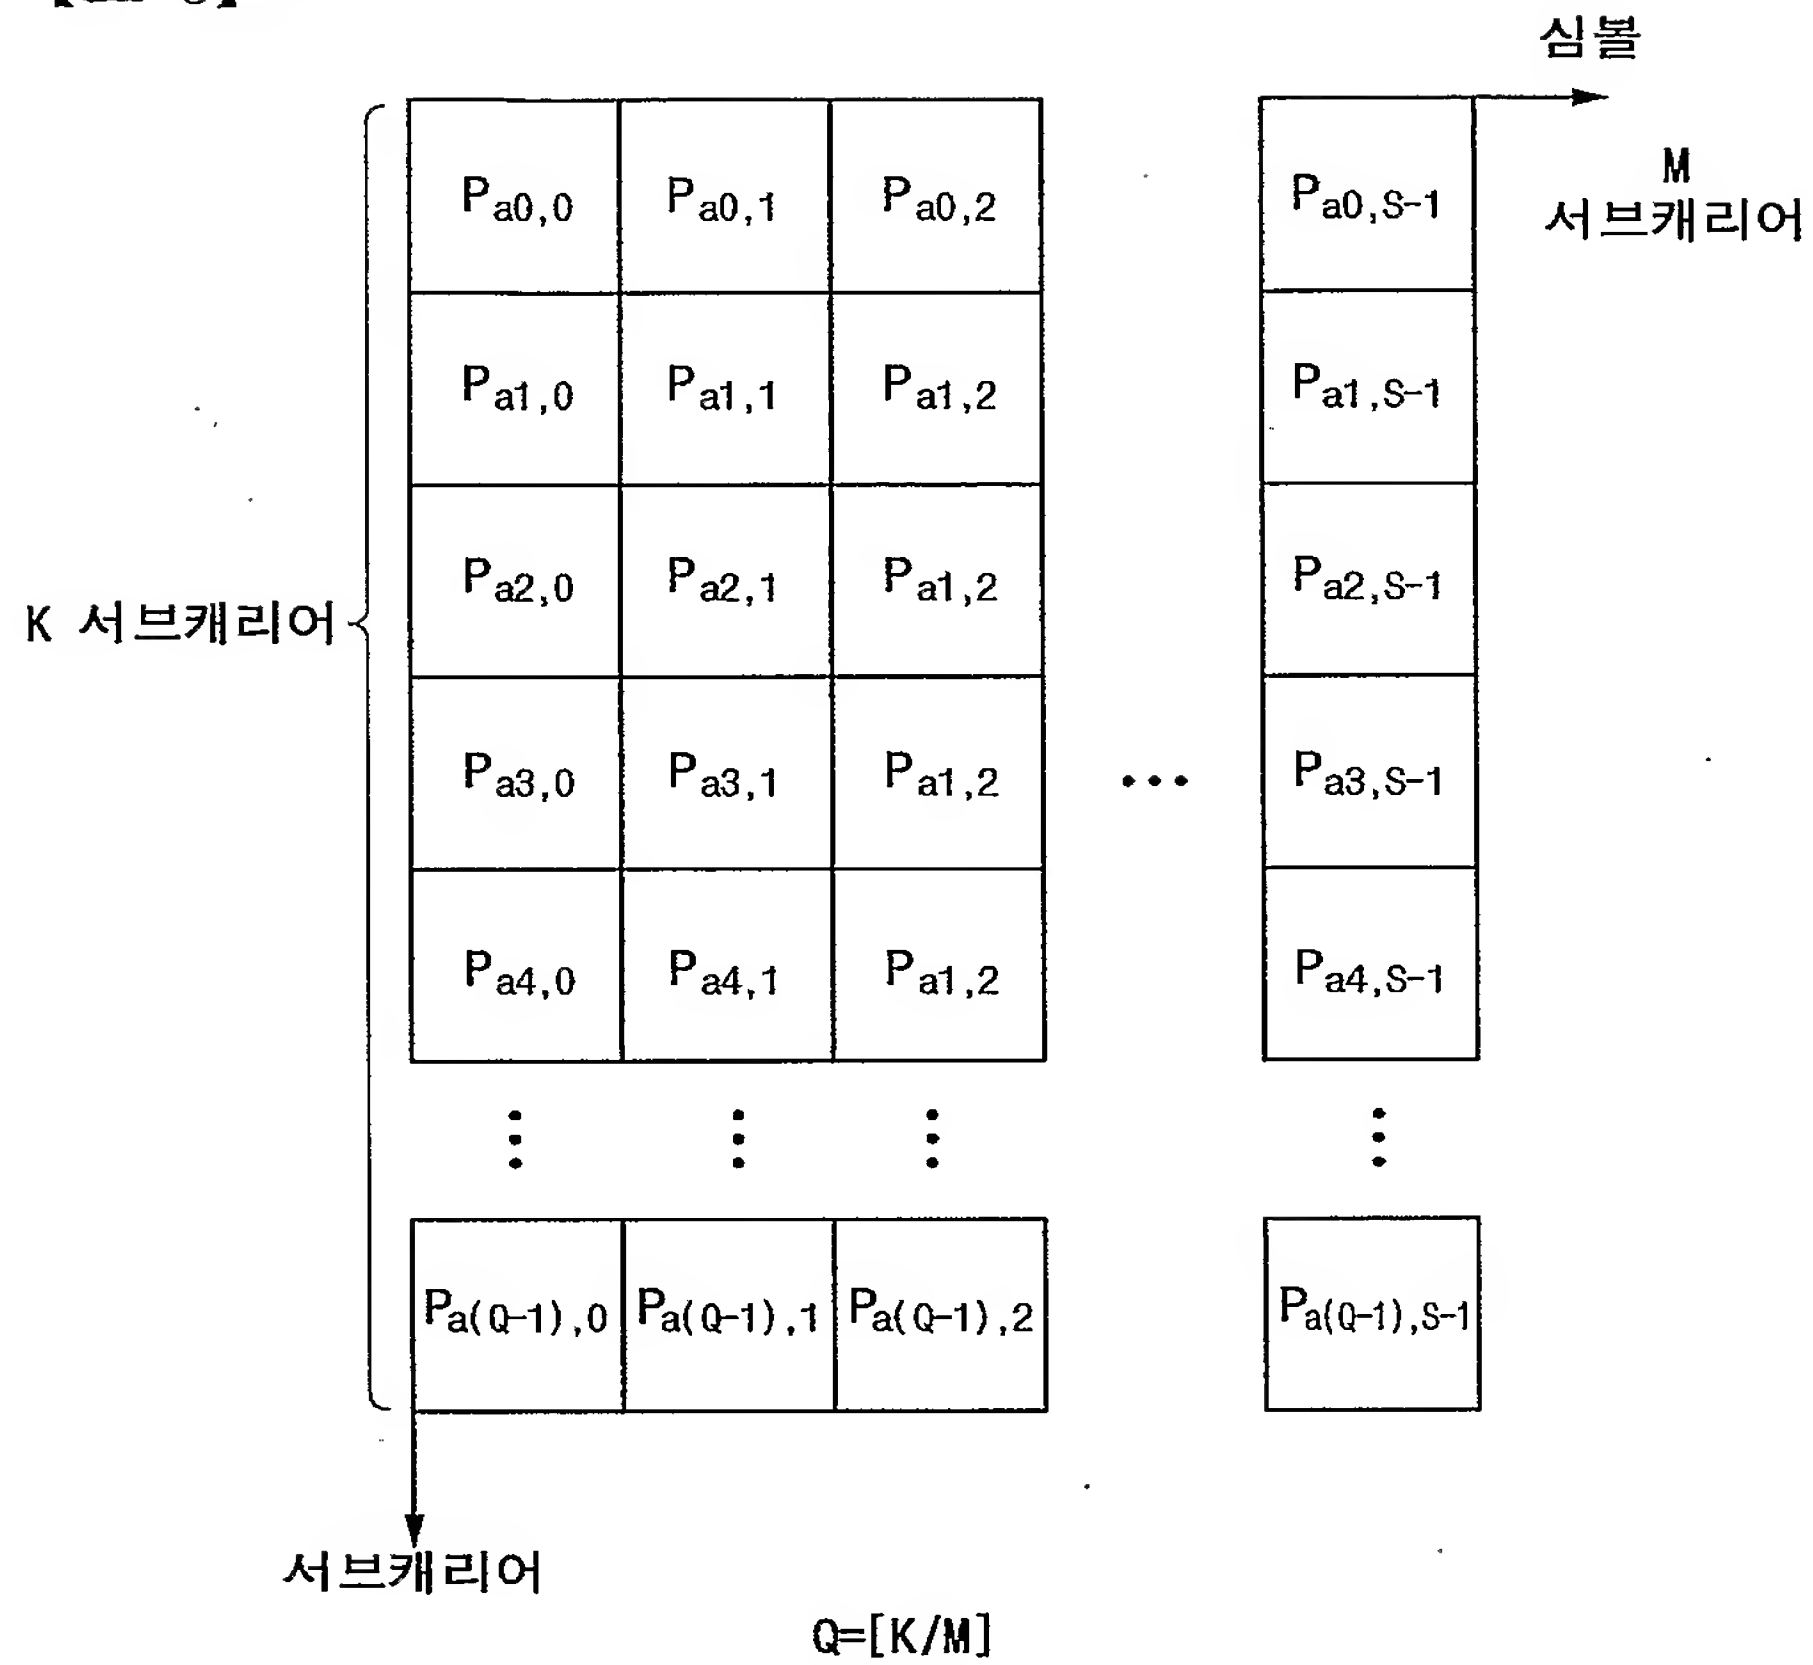 심볼
M
서브캐리어
Pa0,0 Pa0,1 Pa0,2 Pa0,S-1
Pa1,0 Pa1,1 Pa1,2 Pa1,S-1
Pa2,0 Pa2,1 Pa1,2 Pa2,S-1
K 서브캐리어
Pa3,0 Pa3,1 Pa1,2 ... Pa3,S-1
Pa4,0 Pa4,1 Pa1,2 Pa4,S-1
Pa(Q-1),0 Pa(Q-1),1 Pa(Q-1),2 Pa(Q-1),S-1
서브캐리어
Q=[K/M]